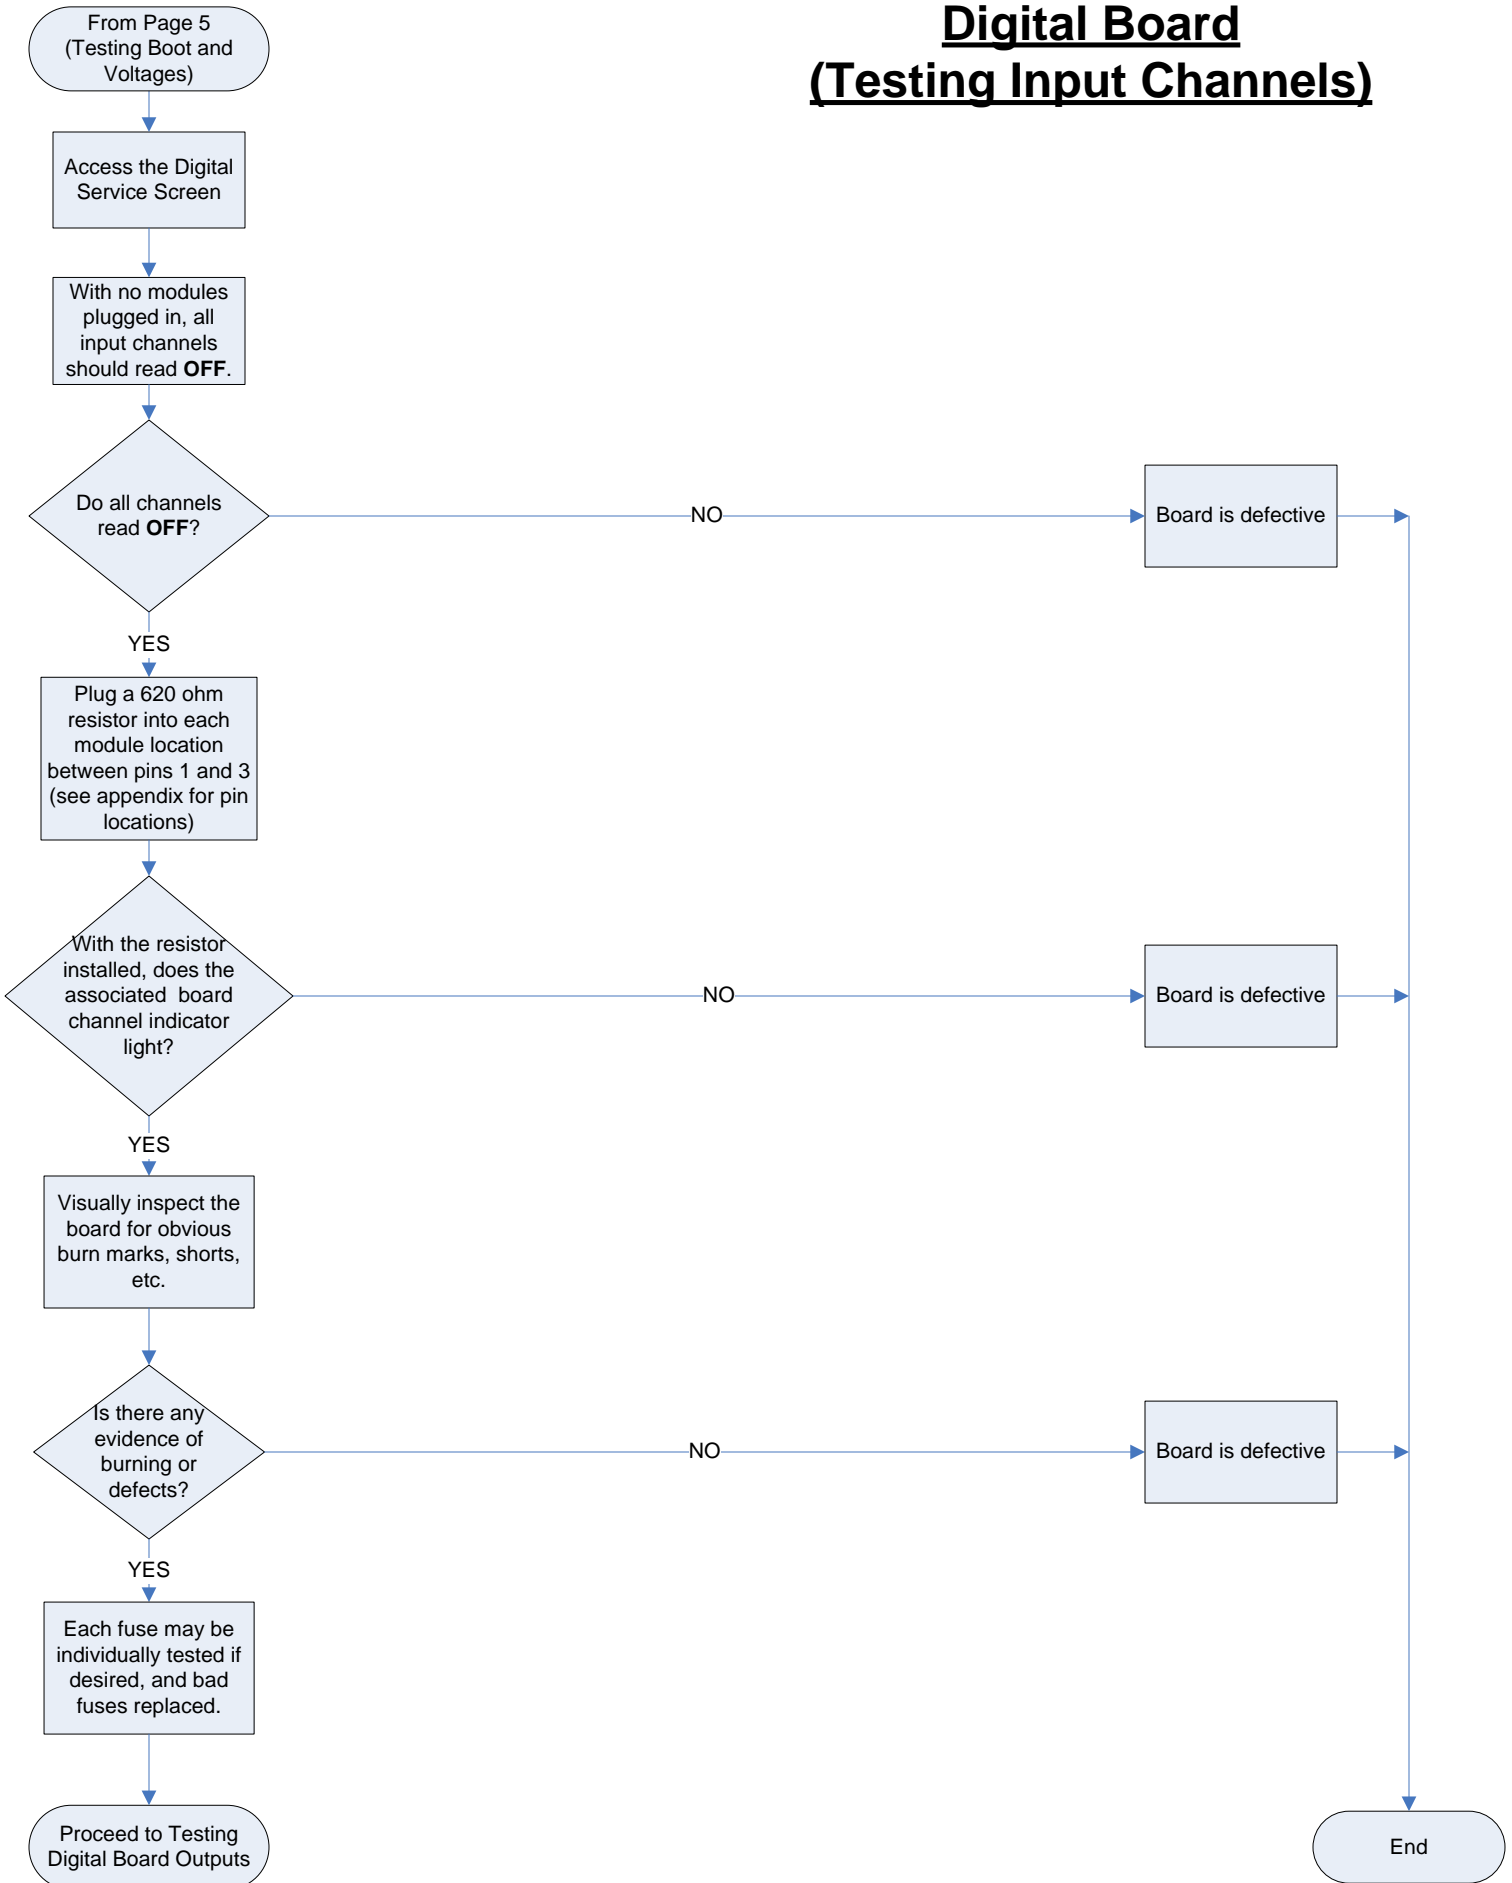 Digital Board
(Testing Input Channels)
From Page 5
(Testing Boot and
Voltages)
Access the Digital
Service Screen
With no modules
plugged in, all
input channels
should read OFF.
Do all channels
read OFF?
NO
Board is defective
YES
Plug a 620 ohm
resistor into each
module location
between pins 1 and 3
(see appendix for pin
locations)
With the resistor
installed, does the
associated board
channel indicator
light?
NO
Board is defective
YES
Visually inspect the
board for obvious
burn marks, shorts,
etc.
Is there any
evidence of
burning or
defects?
NO
Board is defective
YES
Each fuse may be
individually tested if
desired, and bad
fuses replaced.
Proceed to Testing
Digital Board Outputs
End